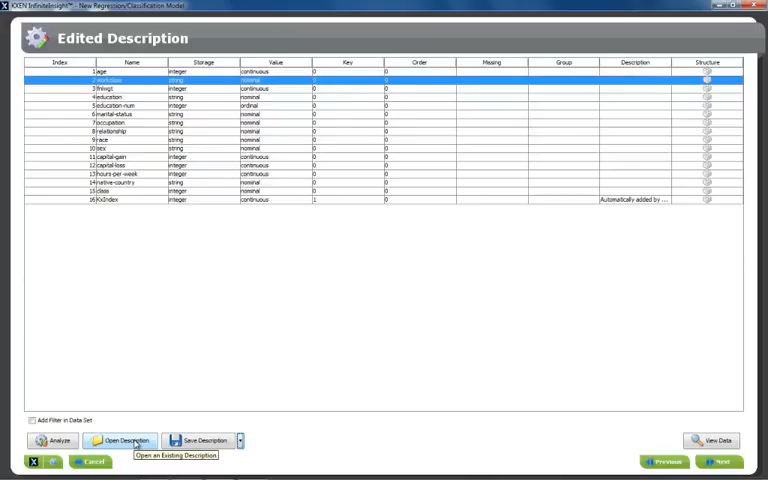 KXEN InfiniteInsight™ - New Regression/Classification Model
Edited Description
Index Name Storage Value Key Order Missing Group Description Structure
1 age integer continuous 0 0
2 workclass string nominal 0 0
3 fnlwgt integer continuous 0 0
4 education string nominal 0 0
5 education-num integer ordinal 0 0
6 marital-status string nominal 0 0
7 occupation string nominal 0 0
8 relationship string nominal 0 0
9 race string nominal 0 0
10 sex string nominal 0 0
11 capital-gain integer continuous 0 0
12 capital-loss integer continuous 0 0
13 hours-per-week integer continuous 0 0
14 native-country string nominal 0 0
15 class integer nominal 0 0
16 KxIndex integer continuous 1 0 Automatically added by ...
Add Filter in Data Set
Analyze Open Description Save Description View Data
Open an Existing Description
Cancel Previous Next